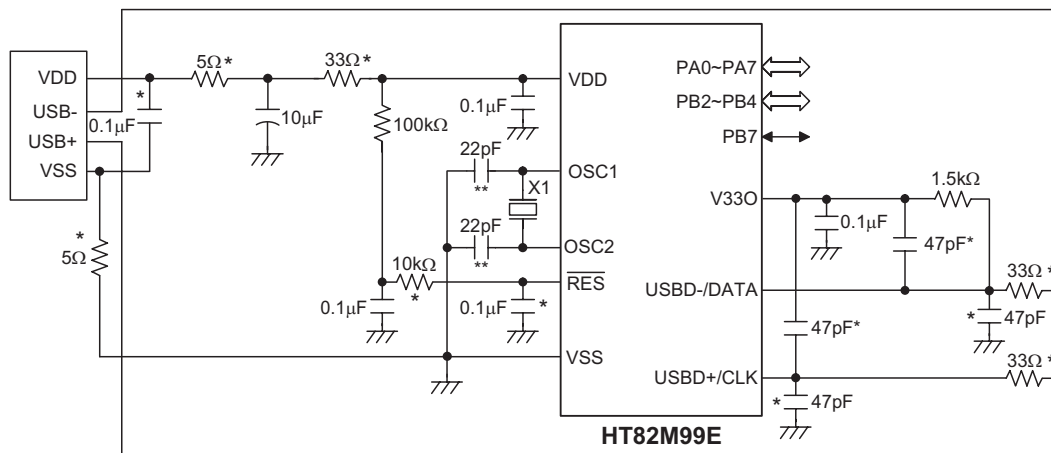 VDD
USB-
USB+
VSS
*
0.1μF
5Ω *
10μF
33Ω *
100kΩ
0.1μF
VDD
22pF
**
OSC1
X1
22pF
**
OSC2
* 5Ω
10kΩ
*
RES
0.1μF
0.1μF *
VSS
PA0~PA7
PB2~PB4
PB7
V33O
0.1μF
1.5kΩ
47pF*
USBD-/DATA
33Ω *
* 47pF
47pF*
USBD+/CLK
33Ω *
* 47pF
HT82M99E